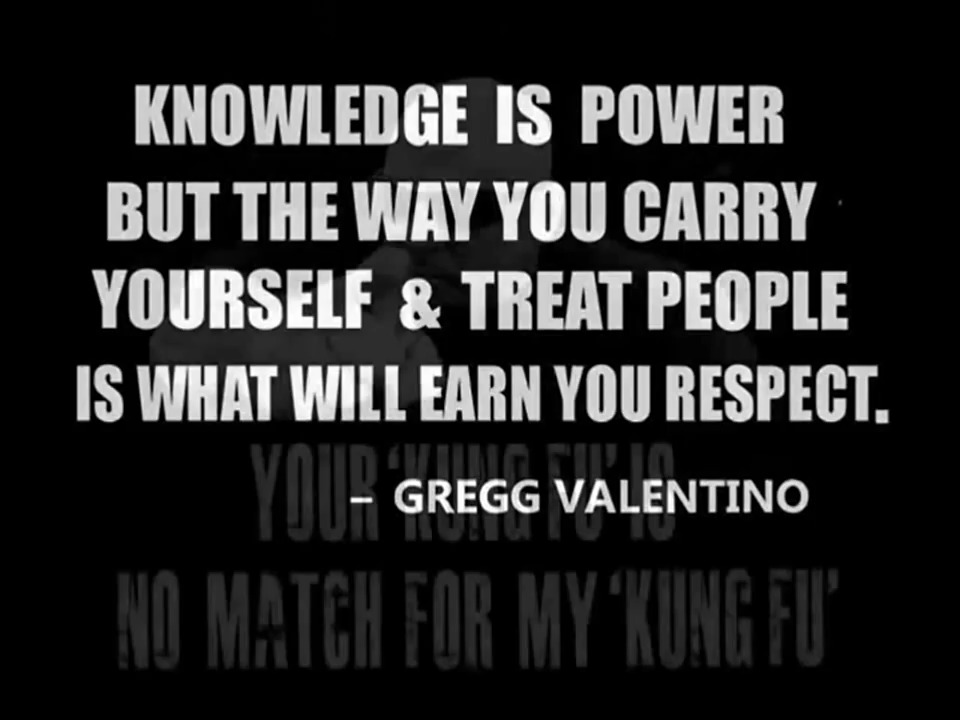 KNOWLEDGE IS POWER
BUT THE WAY YOU CARRY
YOURSELF & TREAT PEOPLE
IS WHAT WILL EARN YOU RESPECT.
YOUR 'KUNG FU' IS
– GREGG VALENTINO
NO MATCH FOR MY 'KUNG FU'